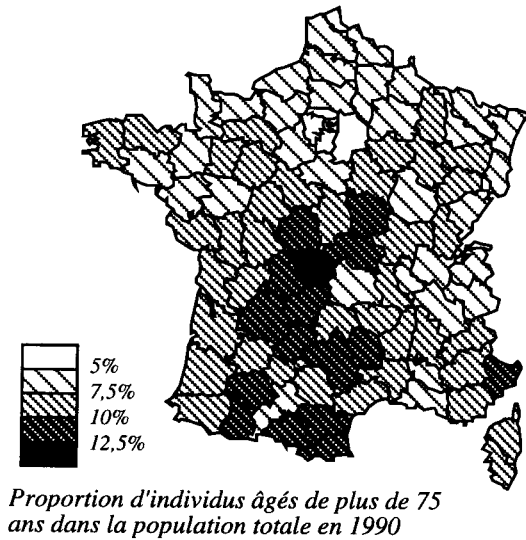 5%
7,5%
10%
12,5%
Proportion d'individus âgés de plus de 75
ans dans la population totale en 1990